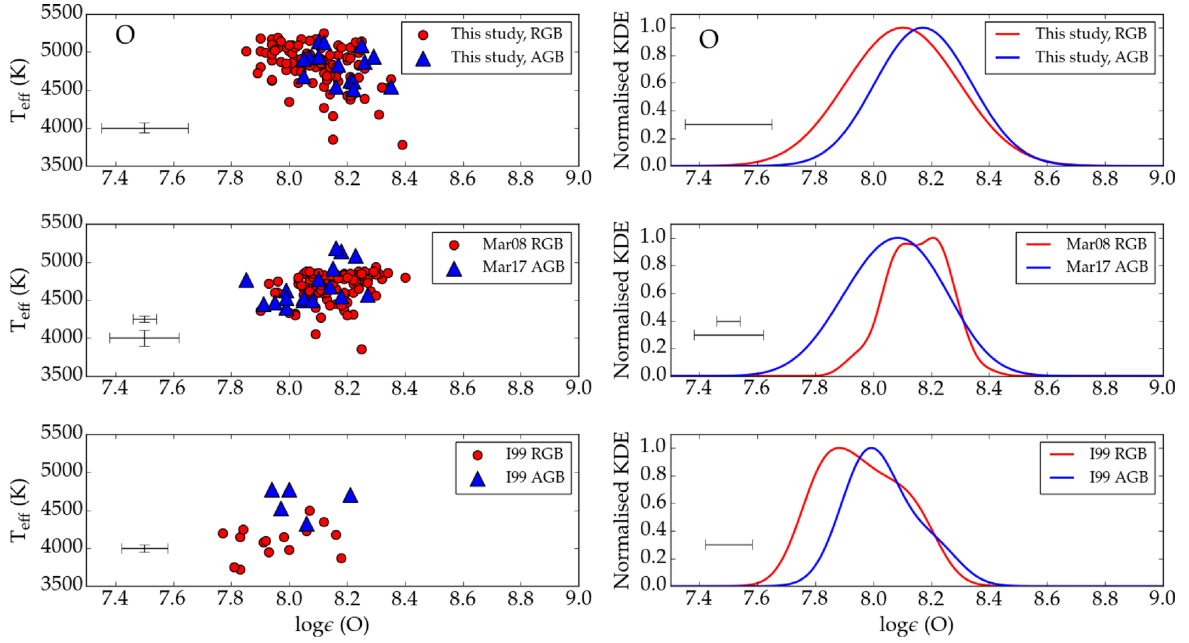 O
This study, RGB
This study, AGB
T_eff (K)
5500
5000
4500
4000
3500
7.4 7.6 7.8 8.0 8.2 8.4 8.6 8.8 9.0
O
This study, RGB
This study, AGB
Normalised KDE
1.0
0.8
0.6
0.4
0.2
0.0
7.4 7.6 7.8 8.0 8.2 8.4 8.6 8.8 9.0
Mar08 RGB
Mar17 AGB
T_eff (K)
5500
5000
4500
4000
3500
7.4 7.6 7.8 8.0 8.2 8.4 8.6 8.8 9.0
Mar08 RGB
Mar17 AGB
Normalised KDE
1.0
0.8
0.6
0.4
0.2
0.0
7.4 7.6 7.8 8.0 8.2 8.4 8.6 8.8 9.0
I99 RGB
I99 AGB
T_eff (K)
5500
5000
4500
4000
3500
7.4 7.6 7.8 8.0 8.2 8.4 8.6 8.8 9.0
logϵ (O)
I99 RGB
I99 AGB
Normalised KDE
1.0
0.8
0.6
0.4
0.2
0.0
7.4 7.6 7.8 8.0 8.2 8.4 8.6 8.8 9.0
logϵ (O)